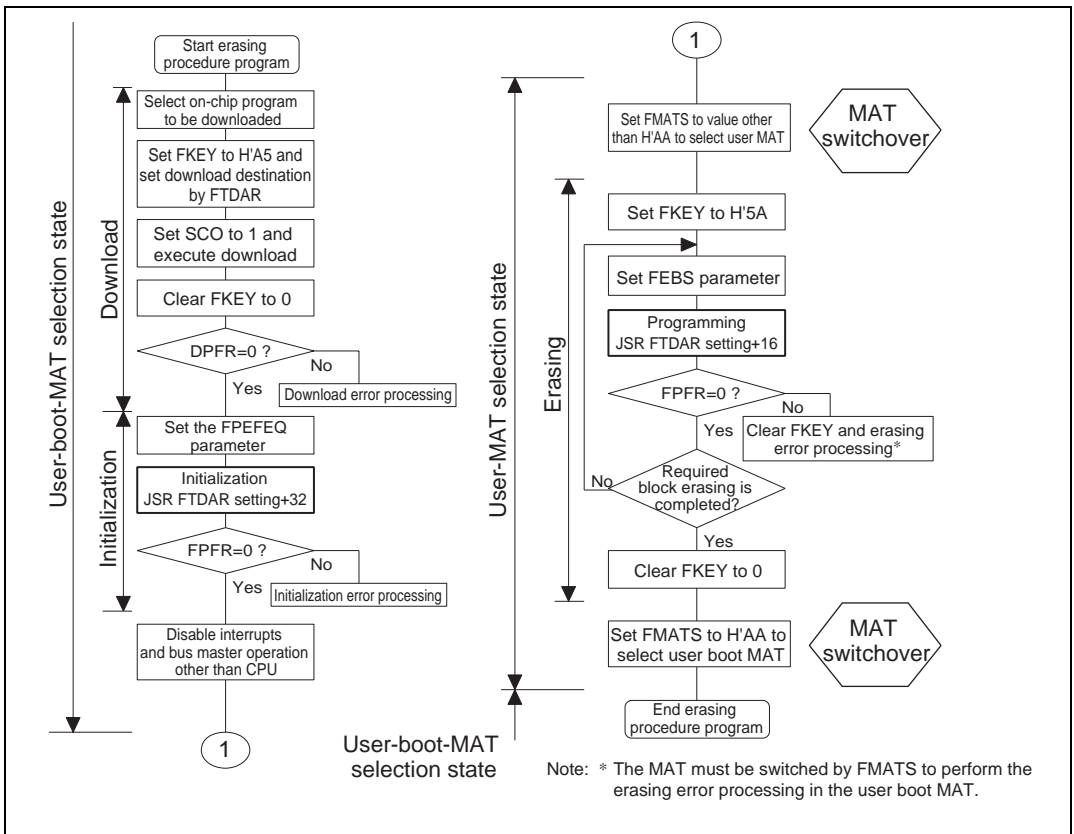 Start erasing
procedure program
Select on-chip program
to be downloaded
Set FKEY to H'A5 and
set download destination
by FTDAR
Set SCO to 1 and
execute download
Clear FKEY to 0
DPFR=0 ?
No
Yes
Download error processing
Set the FPEFEQ
parameter
Initialization
JSR FTDAR setting+32
FPFR=0 ?
No
Yes
Initialization error processing
Disable interrupts
and bus master operation
other than CPU
1
User-boot-MAT selection state
Download
Initialization
1
Set FMATS to value other
than H'AA to select user MAT
MAT
switchover
Set FKEY to H'5A
Set FEBS parameter
Programming
JSR FTDAR setting+16
FPFR=0 ?
No
Yes
Clear FKEY and erasing
error processing*
Required
block erasing is
completed?
No
Yes
Clear FKEY to 0
Set FMATS to H'AA to
select user boot MAT
MAT
switchover
End erasing
procedure program
User-MAT selection state
Erasing
User-boot-MAT
selection state
Note: * The MAT must be switched by FMATS to perform the
erasing error processing in the user boot MAT.